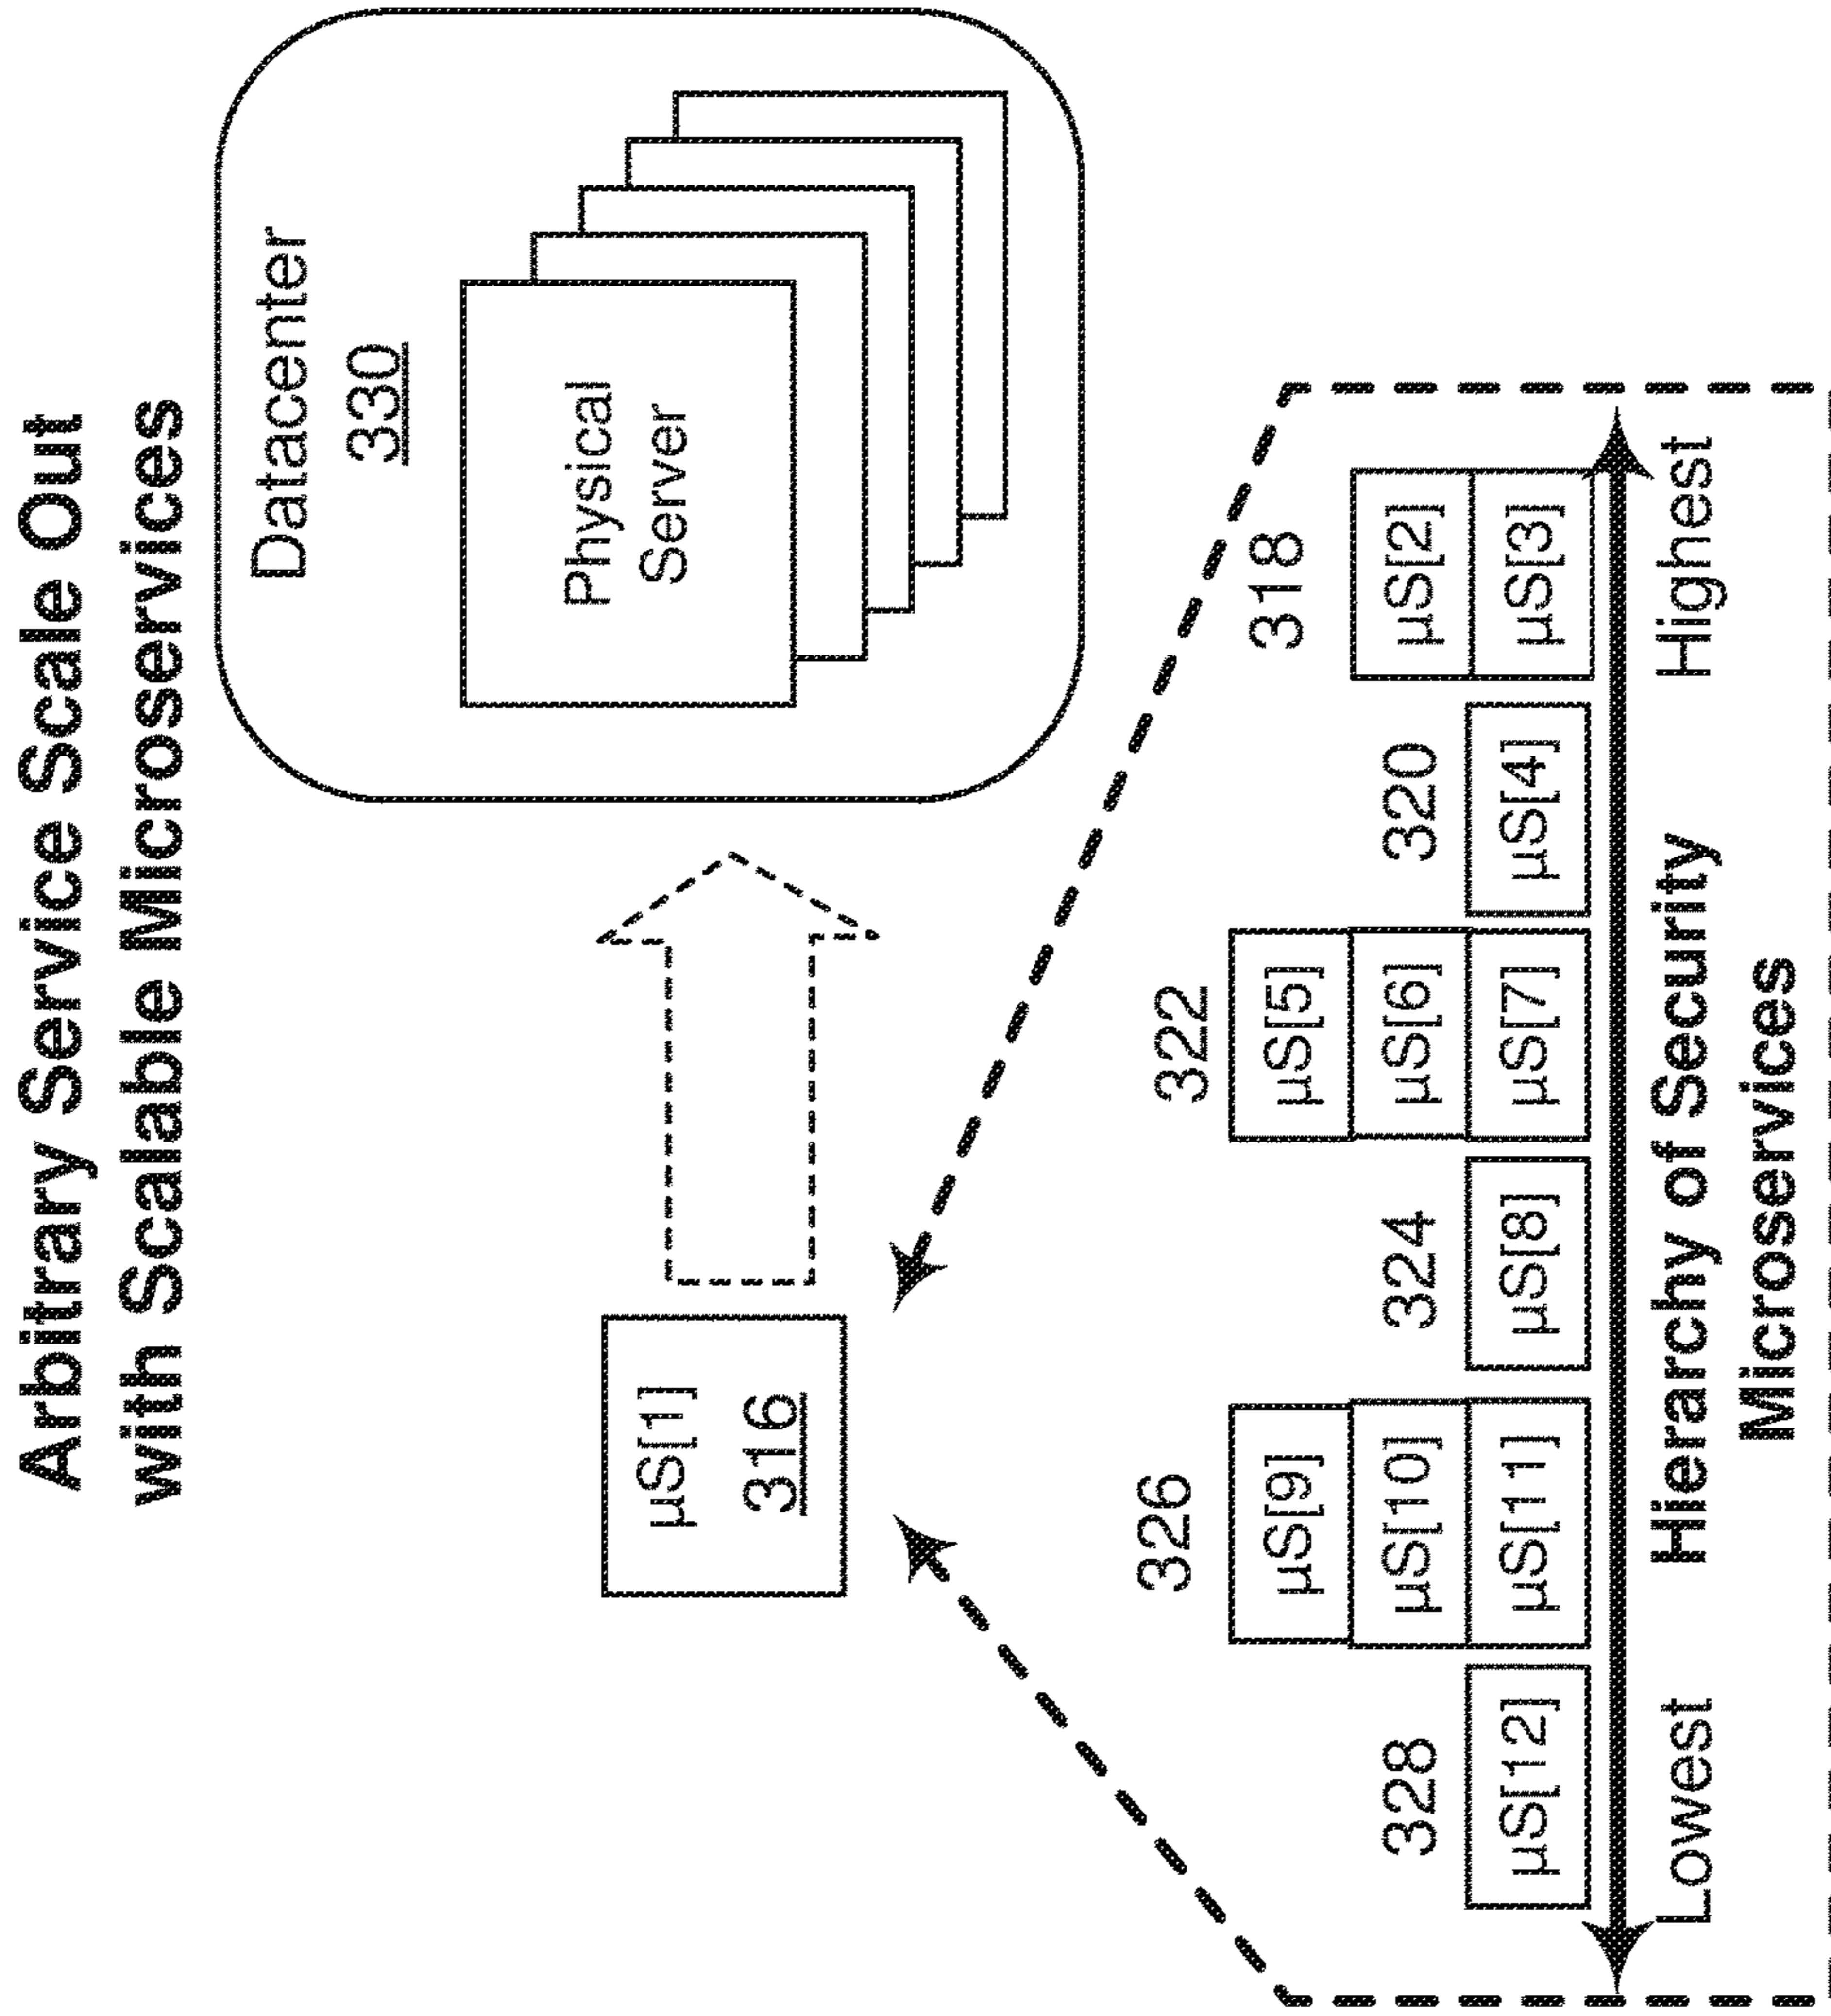 Arbitrary Service Scale Out
with Scalable Microservices
Datacenter
330
Physical
Server
µS[1]
316
318
320
322
324
326
328
µS[2]
µS[3]
µS[4]
µS[5]
µS[6]
µS[7]
µS[8]
µS[9]
µS[10]
µS[11]
µS[12]
Lowest
Highest
Hierarchy of Security
Microservices